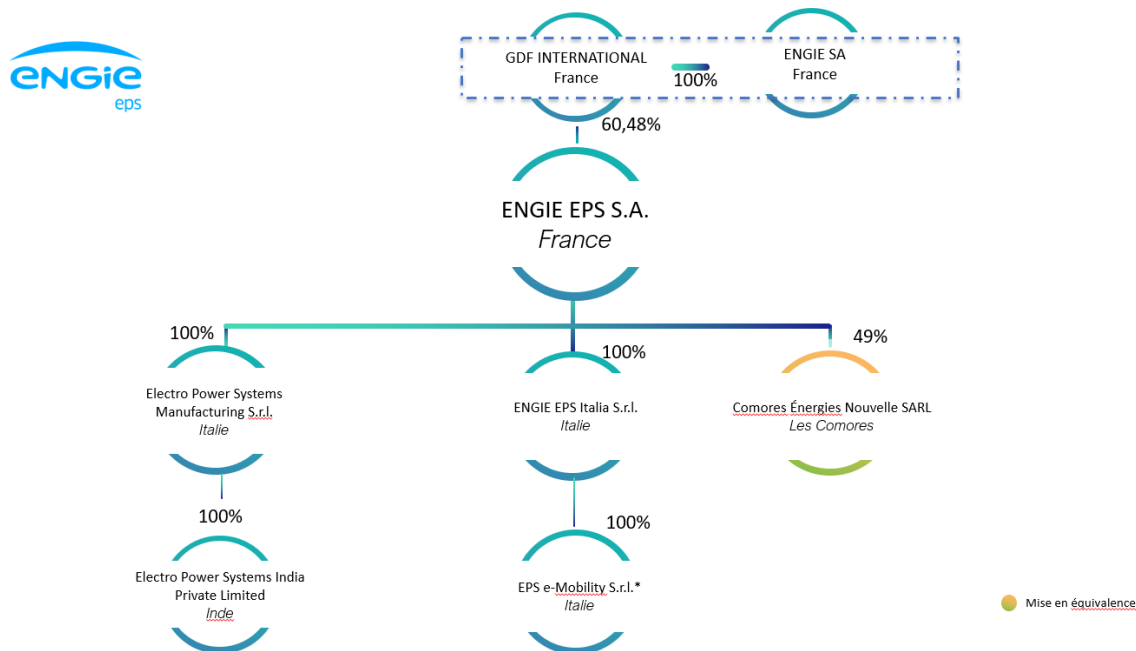 ENGIE
eps
GDF INTERNATIONAL
France
100%
ENGIE SA
France
60,48%
ENGIE EPS S.A.
France
100%
100%
49%
Electro Power Systems
Manufacturing S.r.l.
Italie
ENGIE EPS Italia S.r.l.
Italie
Comores Énergies Nouvelle SARL
Les Comores
100%
100%
Electro Power Systems India
Private Limited
Inde
EPS e-Mobility S.r.l.*
Italie
Mise en équivalence